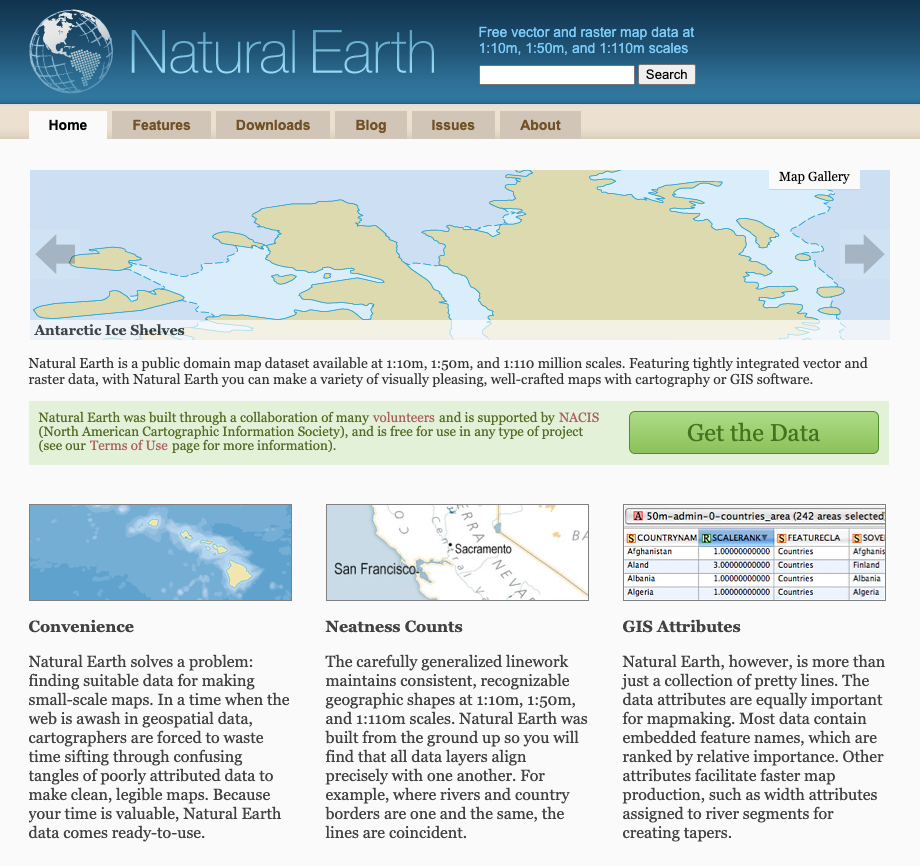 Natural Earth
Free vector and raster map data at
1:10m, 1:50m, and 1:110m scales
Search
Home
Features
Downloads
Blog
Issues
About
Map Gallery
Antarctic Ice Shelves
Natural Earth is a public domain map dataset available at 1:10m, 1:50m, and 1:110 million scales. Featuring tightly integrated vector and
raster data, with Natural Earth you can make a variety of visually pleasing, well-crafted maps with cartography or GIS software.
Natural Earth was built through a collaboration of many volunteers and is supported by NACIS
(North American Cartographic Information Society), and is free for use in any type of project
(see our Terms of Use page for more information).
Get the Data
Convenience
Natural Earth solves a problem:
finding suitable data for making
small-scale maps. In a time when the
web is awash in geospatial data,
cartographers are forced to waste
time sifting through confusing
tangles of poorly attributed data to
make clean, legible maps. Because
your time is valuable, Natural Earth
data comes ready-to-use.
CO
ERRA
NEVA
Central Val
BA
Sacramento
San Francisco
Neatness Counts
The carefully generalized linework
maintains consistent, recognizable
geographic shapes at 1:10m, 1:50m,
and 1:110m scales. Natural Earth was
built from the ground up so you will
find that all data layers align
precisely with one another. For
example, where rivers and country
borders are one and the same, the
lines are coincident.
A 50m-admin-0-countries_area (242 areas selected
S COUNTRYNAM R SCALERANK S FEATURECLA S SOVE
Afghanistan 1.00000000000 Countries Afghanis
Aland 3.00000000000 Countries Finland
Albania 1.00000000000 Countries Albania
Algeria 1.00000000000 Countries Algeria
GIS Attributes
Natural Earth, however, is more than
just a collection of pretty lines. The
data attributes are equally important
for mapmaking. Most data contain
embedded feature names, which are
ranked by relative importance. Other
attributes facilitate faster map
production, such as width attributes
assigned to river segments for
creating tapers.